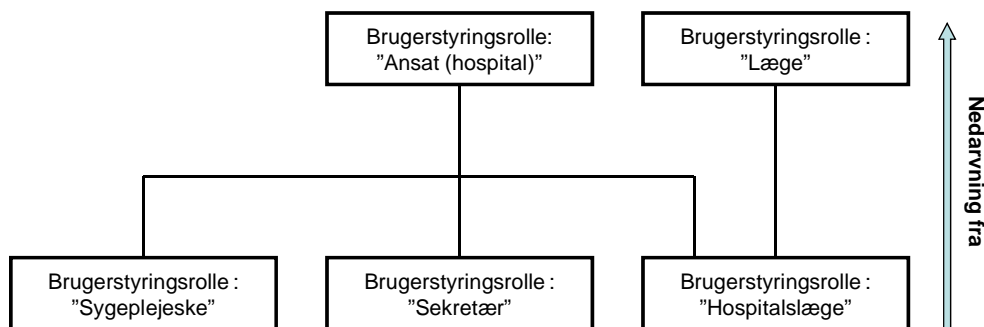 Brugerstyringsrolle:
”Ansat (hospital)”
Brugerstyringsrolle :
”Læge”
Nedarvning fra
Brugerstyringsrolle :
”Sygeplejeske”
Brugerstyringsrolle :
”Sekretær”
Brugerstyringsrolle :
”Hospitalslæge”